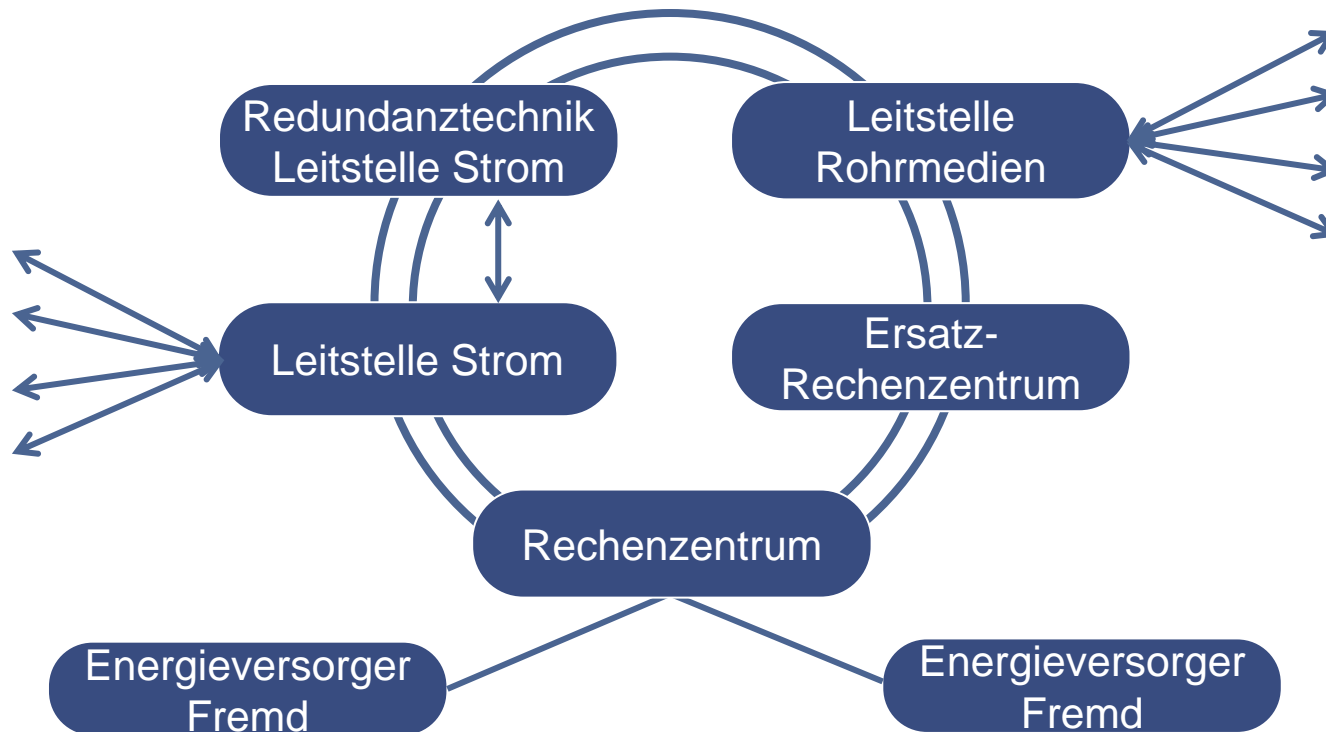 Redundanztechnik
Leitstelle Strom
Leitstelle
Rohrmedien
Leitstelle Strom
Ersatz-
Rechenzentrum
Rechenzentrum
Energieversorger
Fremd
Energieversorger
Fremd